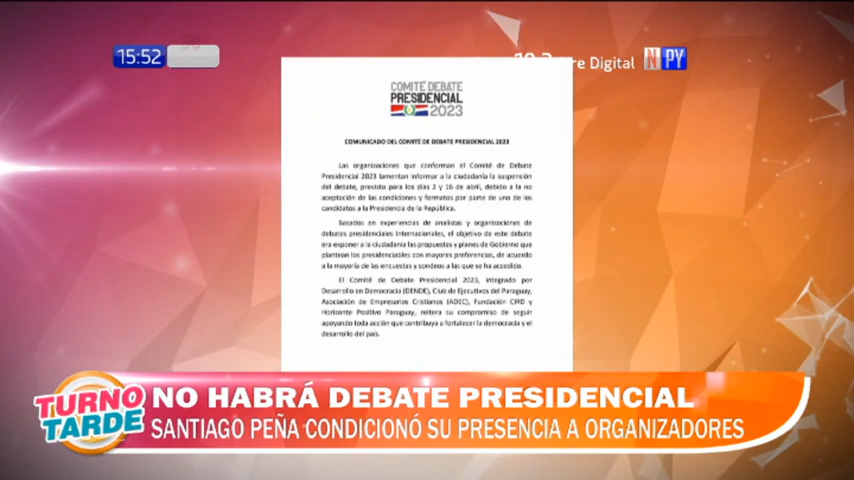 15:52
re Digital
NPY
COMITÉ DEBATE
PRESIDENCIAL
2023
COMUNICADO DEL COMITÉ DE DEBATE PRESIDENCIAL 2023
Las organizaciones que conforman el Comité de Debate
Presidencial 2023 lamentan informar a la ciudadanía la suspensión
del debate, previsto para los días 2 y 16 de abril, debido a la no
aceptación de las condiciones y formatos por parte de uno de los
candidatos a la Presidencia de la República.
Basados en experiencias de analistas y organizaciones de
debates presidenciales internacionales, el objetivo de este debate
era exponer a la ciudadanía las propuestas y planes de Gobierno que
plantean los presidenciables con mayores preferencias, de acuerdo
a la mayoría de las encuestas y sondeos a las que se ha accedido.
El Comité de Debate Presidencial 2023, integrado por
Desarrollo en Democracia (DENDE), Club de Ejecutivos del Paraguay,
Asociación de Empresarios Cristianos (ADEC), Fundación CIRD y
Horizonte Positivo Paraguay, reitera su compromiso de seguir
apoyando toda acción que contribuya a fortalecer la democracia y el
desarrollo del país.
TURNO
TARDE
NO HABRÁ DEBATE PRESIDENCIAL
SANTIAGO PEÑA CONDICIONÓ SU PRESENCIA A ORGANIZADORES